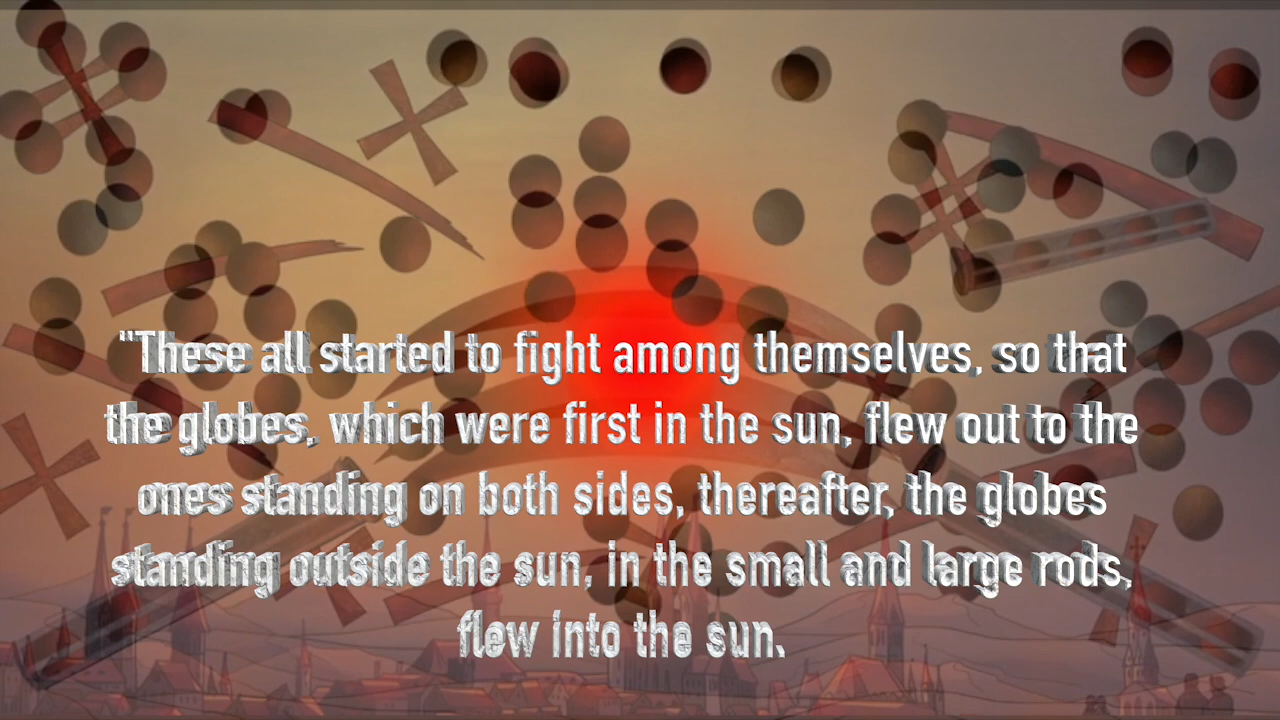 "These all started to fight among themselves, so that
the globes, which were first in the sun, flew out to the
ones standing on both sides, thereafter, the globes
standing outside the sun, in the small and large rods,
flew into the sun.